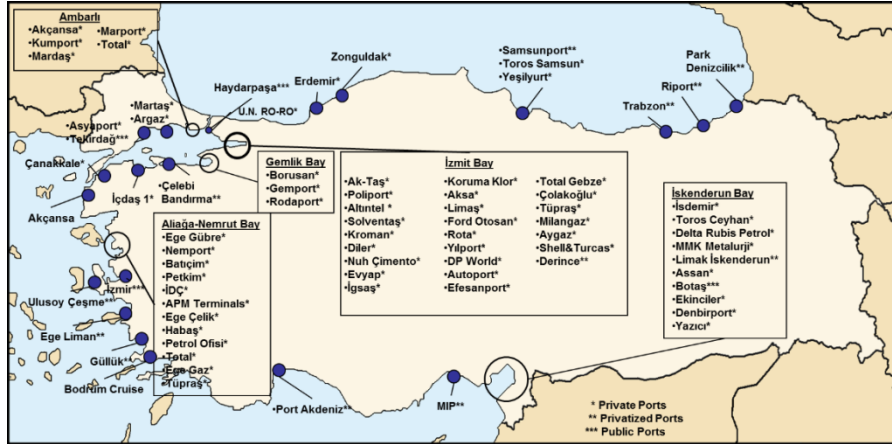 Ambarlı
•Akçansa* •Marport*
•Kumport* •Total*
•Mardaş*
Haydarpaşa***
U.N. RO-RO*
Erdemir*
Zonguldak*
•Samsunport**
•Toros Samsun*
•Yeşilyurt*
Trabzon**
Riport**
Park
Denizcilik**
•Martaş*
•Argaz*
•Asyaport*
•Tekirdağ***
Çanakkale*
Akçansa
İçdaş 1*
•Çelebi
Bandırma**
Gemlik Bay
•Borusan*
•Gemport*
•Rodaport*
İzmit Bay
•Ak-Taş* •Koruma Klor* •Total Gebze*
•Poliport* •Aksa* •Çolakoğlu*
•Altıntel * •Limaş* •Tüpraş*
•Solventaş* •Ford Otosan* •Milangaz*
•Kroman* •Rota* •Aygaz*
•Diler* •Yılport* •Shell&Turcas*
•Nuh Çimento* •DP World* •Derince**
•Evyap* •Autoport*
•İgsaş* •Efesanport*
İskenderun Bay
•İsdemir*
•Toros Ceyhan*
•Delta Rubis Petrol*
•MMK Metalurji*
•Limak İskenderun**
•Assan*
•Botaş***
•Ekinciler*
•Denbirport*
•Yazıcı*
Aliağa-Nemrut Bay
•Ege Gübre*
•Nemport*
•Batıçim*
•Petkim*
•İDÇ*
•APM Terminals*
•Ege Çelik*
•Habaş*
•Petrol Ofisi*
•Total*
•Ege Gaz*
•Tüpraş*
İzmir***
Ulusoy Çeşme**
Ege Liman**
Güllük**
Bodrum Cruise
•Port Akdeniz**
MIP**
* Private Ports
** Privatized Ports
*** Public Ports